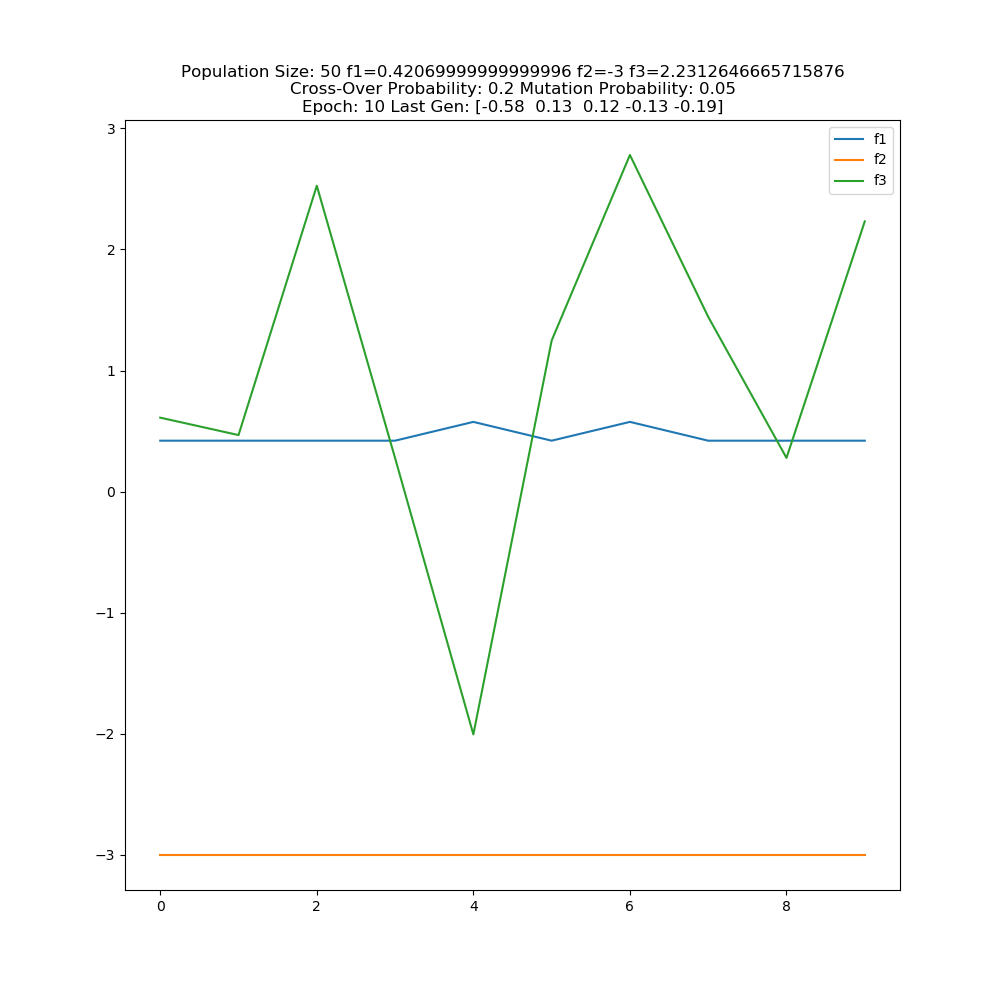 Population Size: 50 f1=0.42069999999999996 f2=-3 f3=2.2312646665715876
Cross-Over Probability: 0.2 Mutation Probability: 0.05
Epoch: 10 Last Gen: [-0.58  0.13  0.12 -0.13 -0.19]
f1
f2
f3
3
2
1
0
−1
−2
−3
0 2 4 6 8